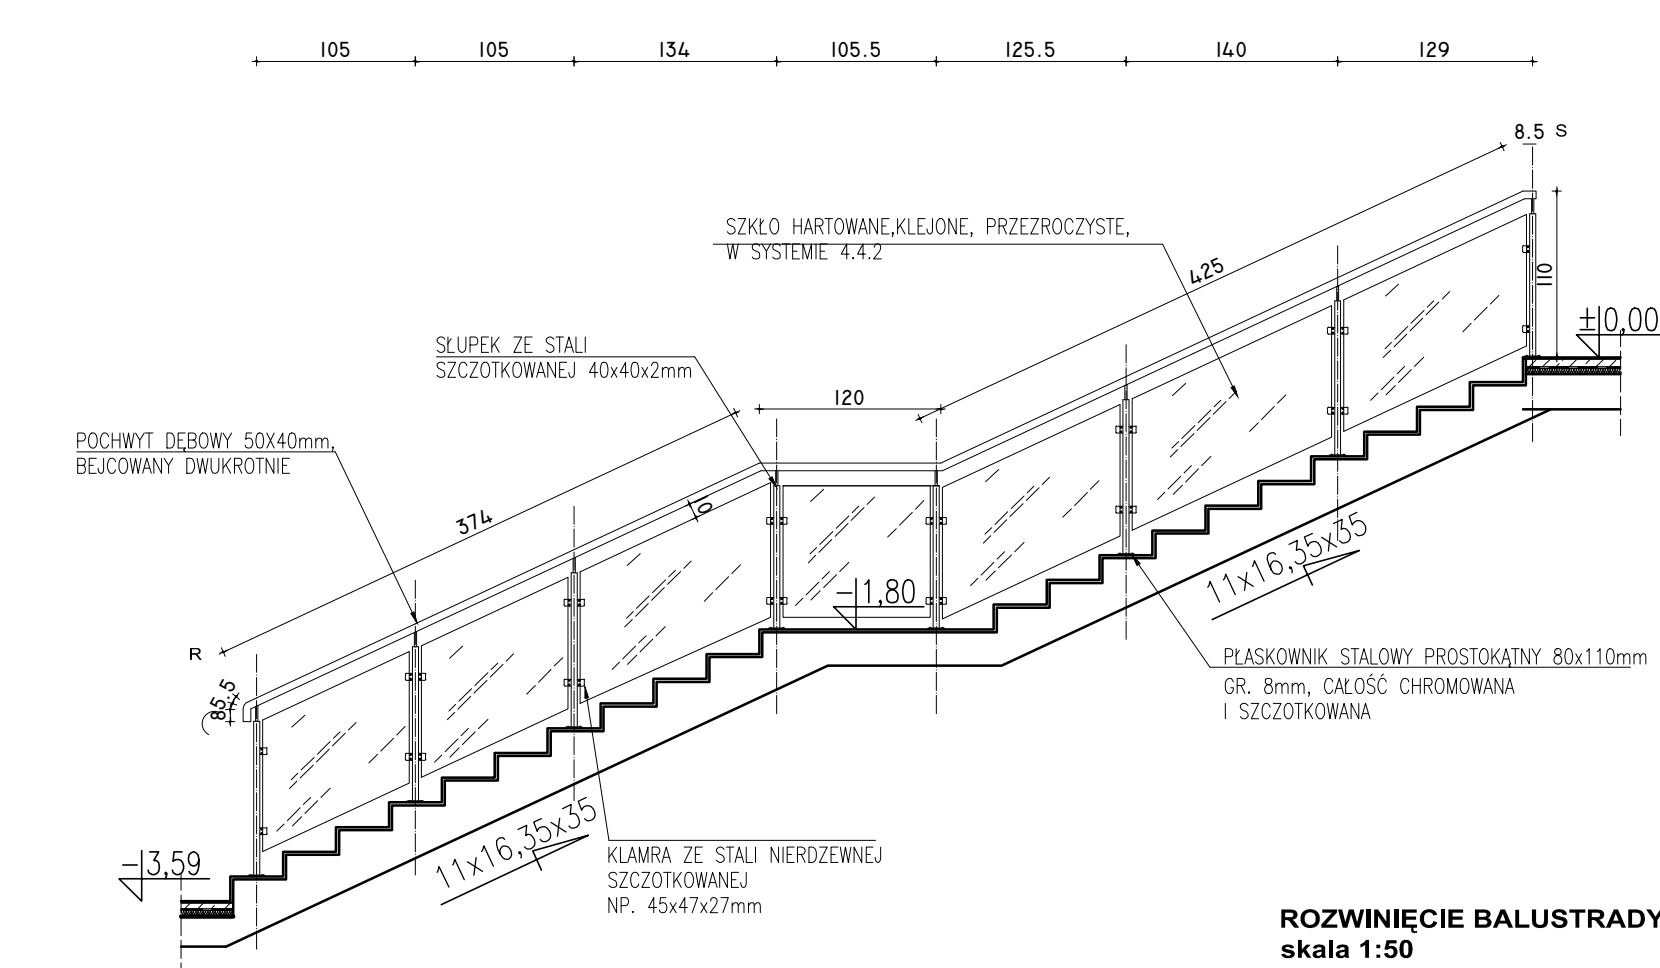 105 105 134 105.5 125.5 140 129
8.5 S
SZKŁO HARTOWANE,KLEJONE, PRZEZROCZYSTE,
W SYSTEMIE 4.4.2
425
110
±0,00
SŁUPEK ZE STALI
SZCZOTKOWANEJ 40x40x2mm
120
POCHWYT DĘBOWY 50X40mm,
BEJCOWANY DWUKROTNIE
374
10
11x16,35x35
-1,80
R
PŁASKOWNIK STALOWY PROSTOKĄTNY 80x110mm
GR. 8mm, CAŁOŚĆ CHROMOWANA
I SZCZOTKOWANA
11x16,35x35
-3,59
KLAMRA ZE STALI NIERDZEWNEJ
SZCZOTKOWANEJ
NP. 45x47x27mm
ROZWINIĘCIE BALUSTRADY
skala 1:50